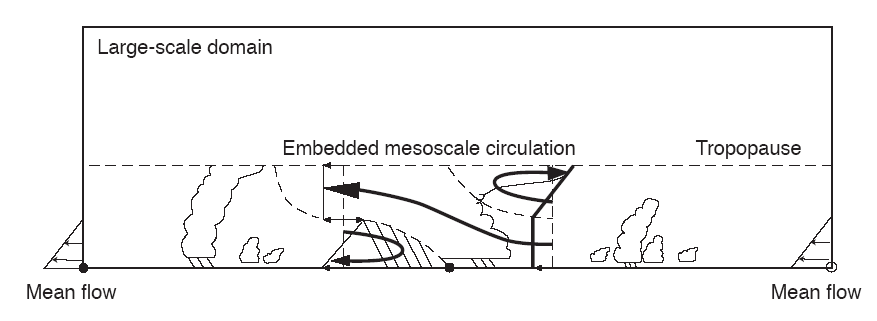 Large-scale domain
Embedded mesoscale circulation
Tropopause
Mean flow
Mean flow